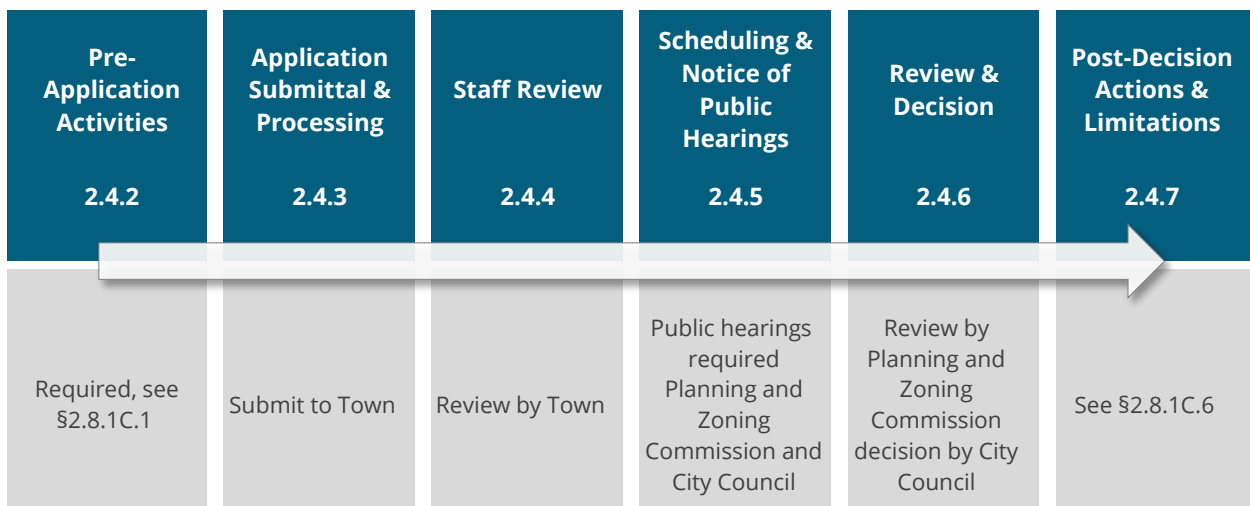 Pre-
Application
Activities
2.4.2
Application
Submittal &
Processing
2.4.3
Staff Review
2.4.4
Scheduling &
Notice of
Public
Hearings
2.4.5
Review &
Decision
2.4.6
Post-Decision
Actions &
Limitations
2.4.7
Required, see
§2.8.1C.1
Submit to Town
Review by Town
Public hearings
required
Planning and
Zoning
Commission and
City Council
Review by
Planning and
Zoning
Commission
decision by City
Council
See §2.8.1C.6